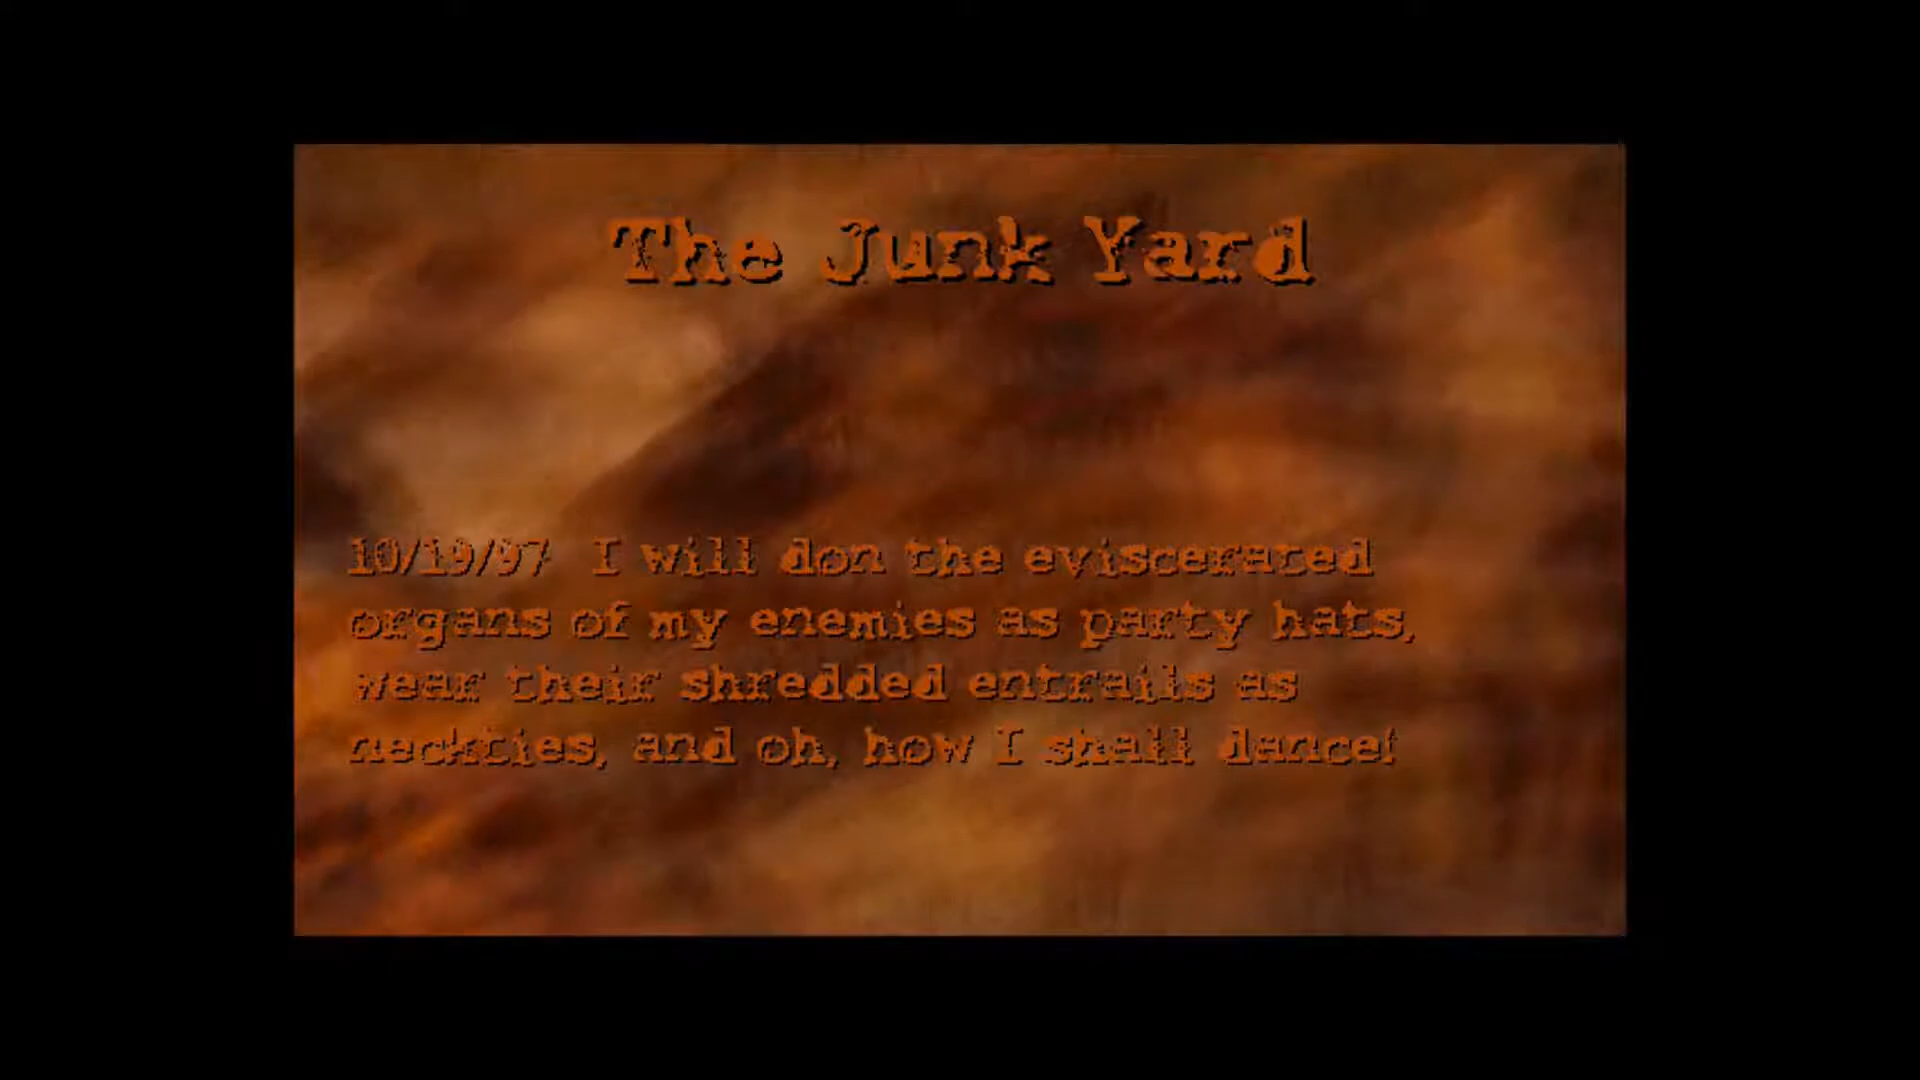 The Junk Yard
10/19/97 I will don the eviscerated
organs of my enemies as party hats,
wear their shredded entrails as
neckties, and oh, how I shall dance!